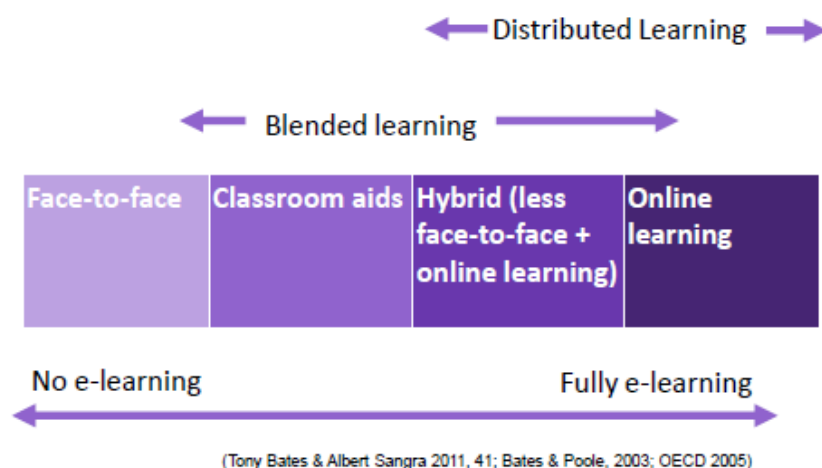 Distributed Learning
Blended learning
Face-to-face
Classroom aids
Hybrid (less
face-to-face +
online learning)
Online
learning
No e-learning
Fully e-learning
(Tony Bates & Albert Sangra 2011, 41; Bates & Poole, 2003; OECD 2005)